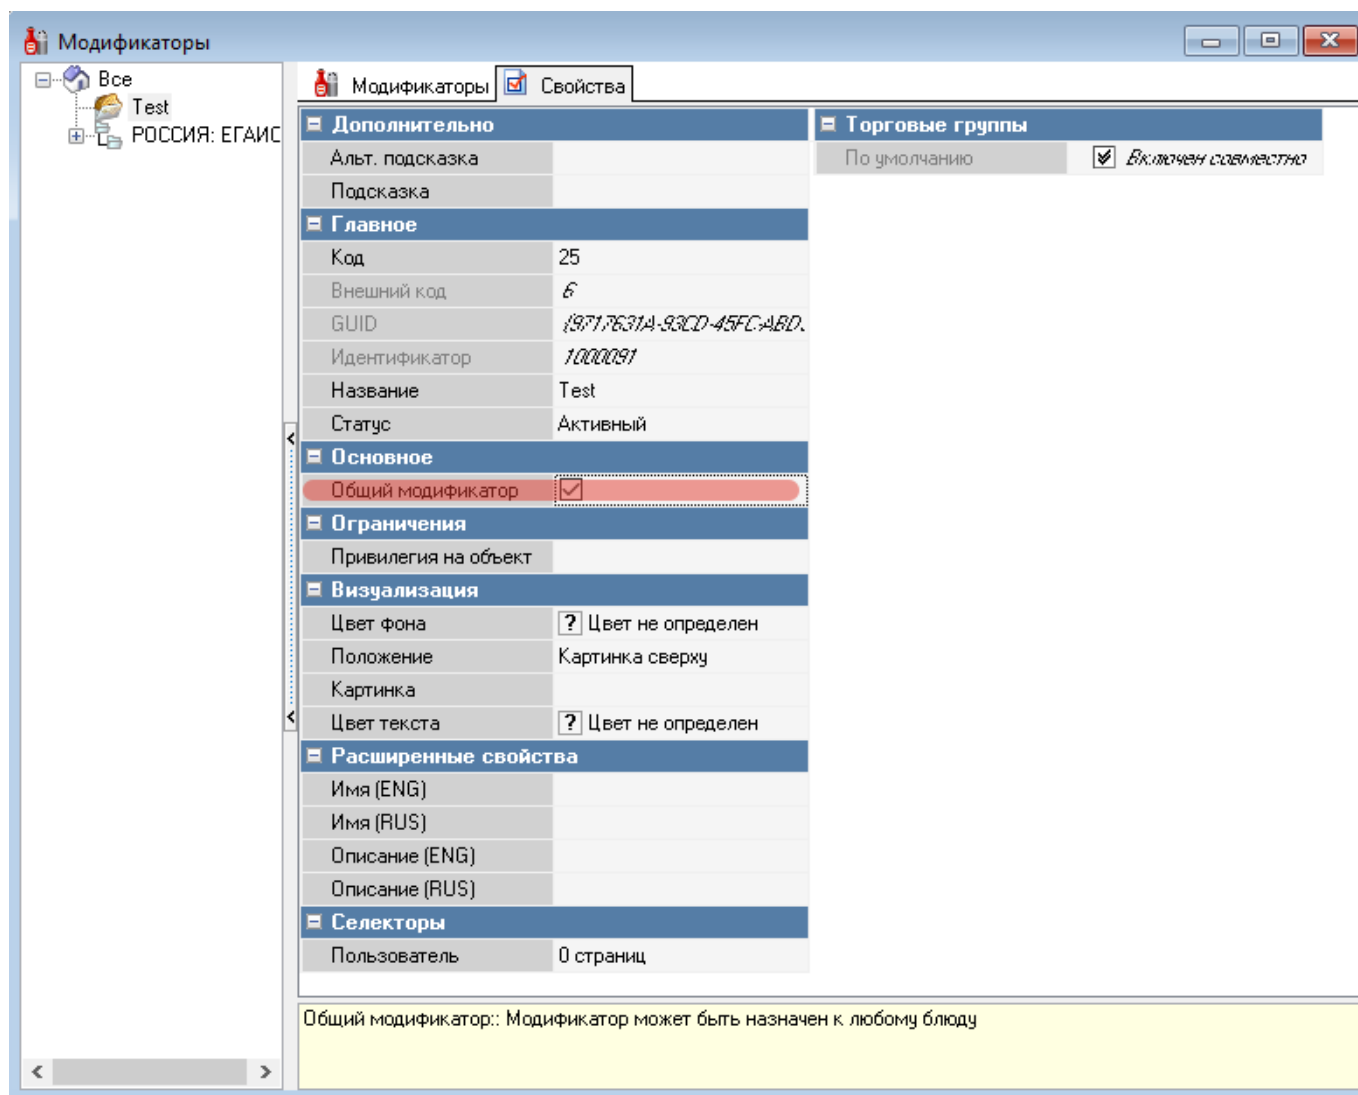 Модификаторы
Все
Test
РОССИЯ: ЕГАИС
Модификаторы
Свойства
Дополнительно
Альт. подсказка
Подсказка
Главное
Код 25
Внешний код 6
GUID {9717631A-93CD-45FC-ABD.
Идентификатор 1000091
Название Test
Статус Активный
Основное
Общий модификатор
Ограничения
Привилегия на объект
Визуализация
Цвет фона ? Цвет не определен
Положение Картинка сверху
Картинка
Цвет текста ? Цвет не определен
Расширенные свойства
Имя (ENG)
Имя (RUS)
Описание (ENG)
Описание (RUS)
Селекторы
Пользователь 0 страниц
Торговые группы
По умолчанию Включен совместно
Общий модификатор:: Модификатор может быть назначен к любому блюду